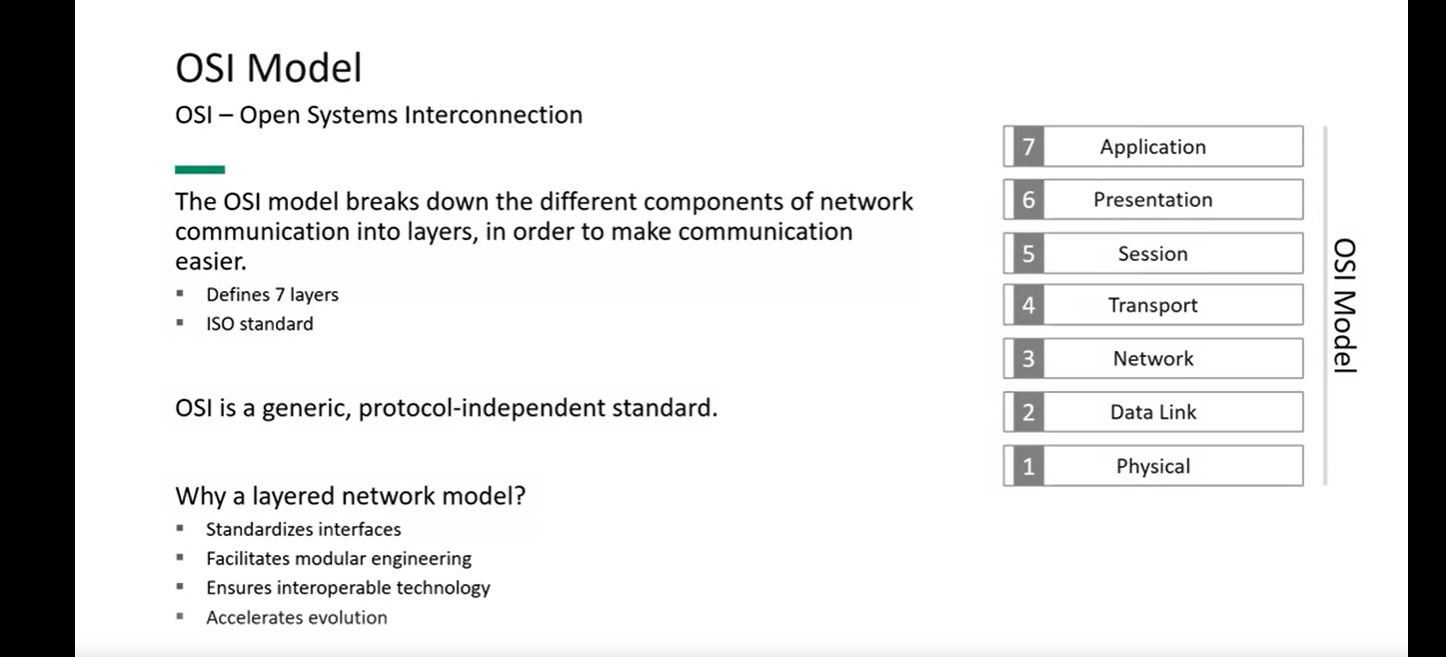 OSI Model
OSI – Open Systems Interconnection
The OSI model breaks down the different components of network
communication into layers, in order to make communication
easier.
▪ Defines 7 layers
▪ ISO standard
OSI is a generic, protocol-independent standard.
Why a layered network model?
▪ Standardizes interfaces
▪ Facilitates modular engineering
▪ Ensures interoperable technology
▪ Accelerates evolution
7 Application
6 Presentation
5 Session
4 Transport
3 Network
2 Data Link
1 Physical
OSI Model